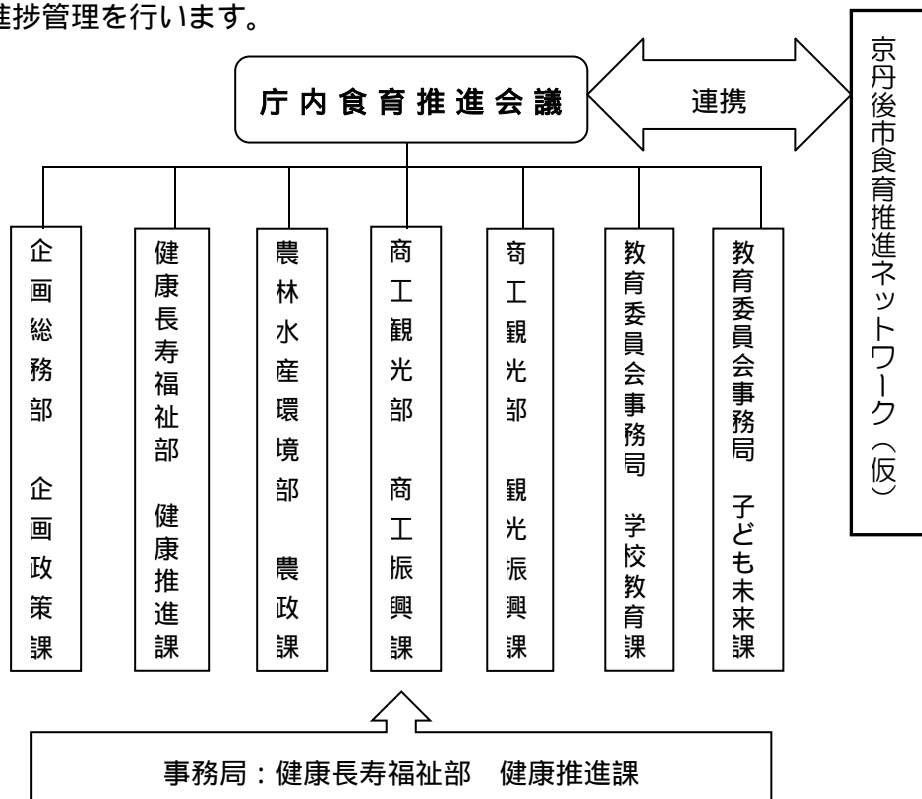 進捗管理を行います。
庁内食育推進会議
連携
京丹後市食育推進ネットワーク（仮）
企画総務部　企画政策課
健康長寿福祉部　健康推進課
農林水産環境部　農政課
商工観光部　商工振興課
商工観光部　観光振興課
教育委員会事務局　学校教育課
教育委員会事務局　子ども未来課
事務局：健康長寿福祉部　健康推進課